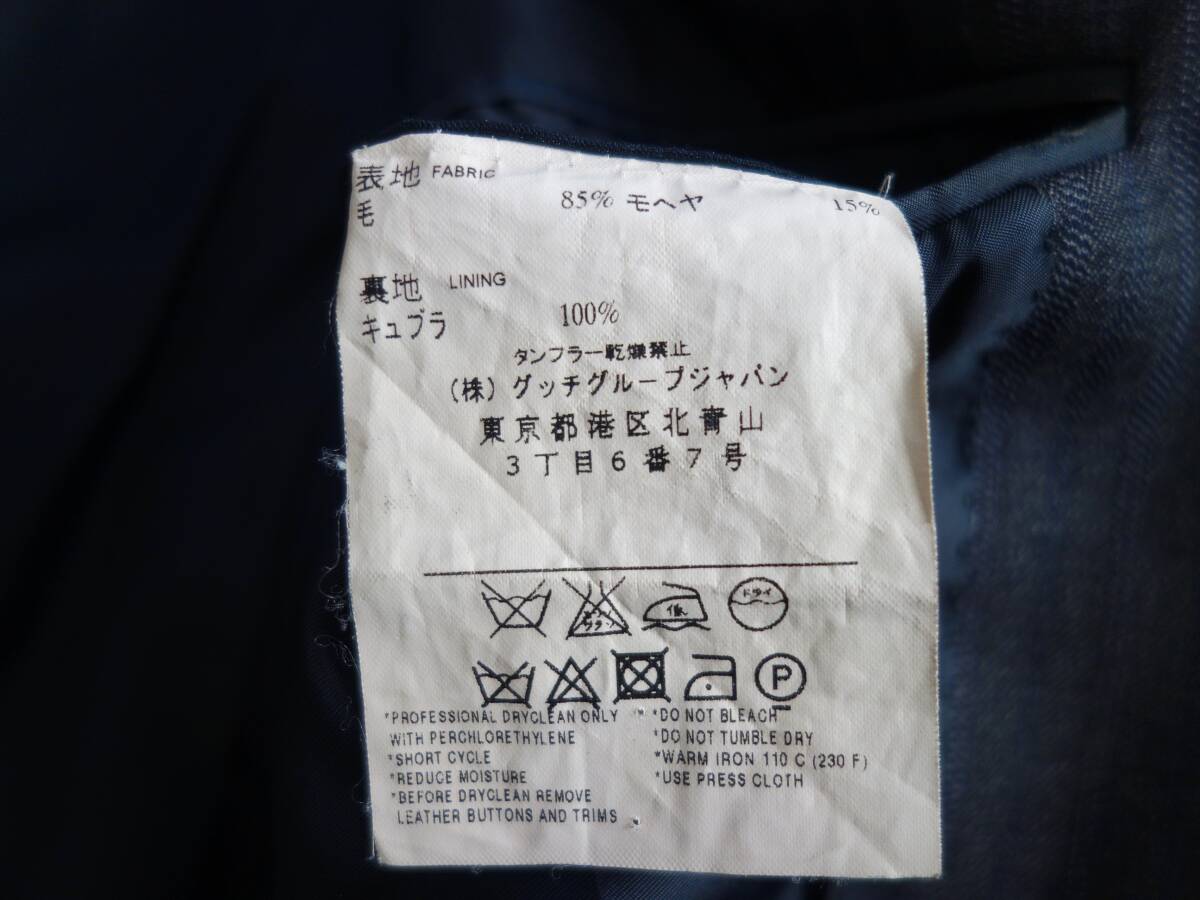 表地 FABRIC
毛 85% モヘヤ 15%
裏地 LINING
キュプラ 100%
タンブラー乾燥禁止
(株)グッチグループジャパン
東京都港区北青山
3丁目6番7号
低 ドライ
P
*PROFESSIONAL DRYCLEAN ONLY
WITH PERCHLORETHYLENE
*SHORT CYCLE
*REDUCE MOISTURE
*BEFORE DRYCLEAN REMOVE
LEATHER BUTTONS AND TRIMS
*DO NOT BLEACH
*DO NOT TUMBLE DRY
*WARM IRON 110 C (230 F)
*USE PRESS CLOTH